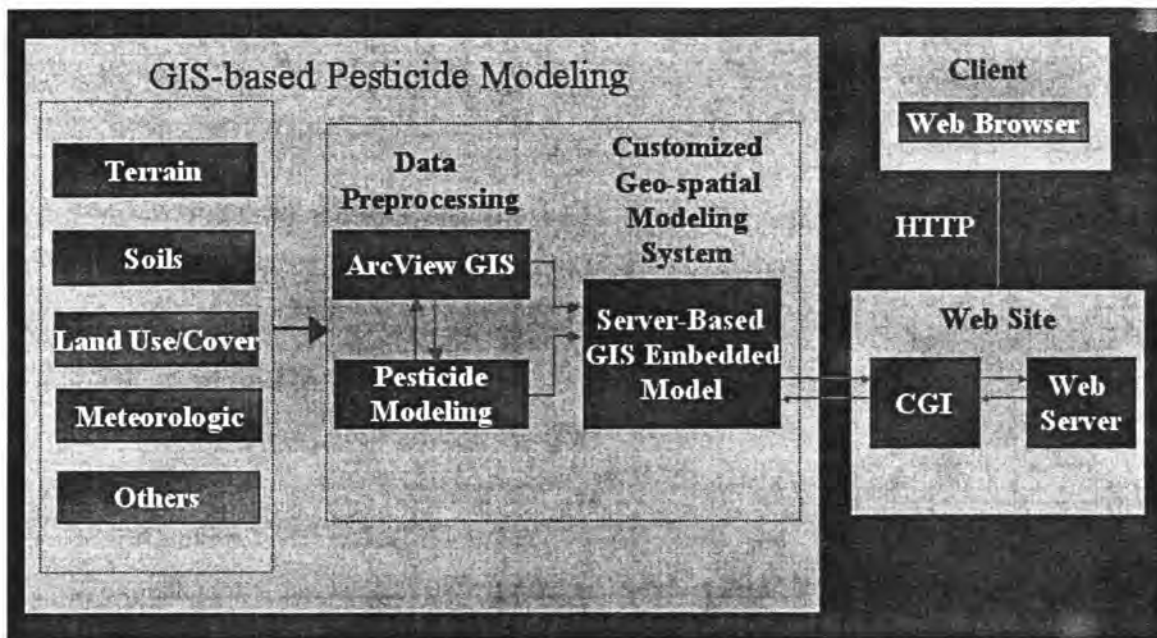 GIS-based Pesticide Modeling
Terrain
Soils
Land Use/Cover
Meteorologic
Others
Data
Preprocessing
ArcView GIS
Pesticide
Modeling
Customized
Geo-spatial
Modeling
System
Server-Based
GIS Embedded
Model
Client
Web Browser
HTTP
Web Site
CGI
Web
Server